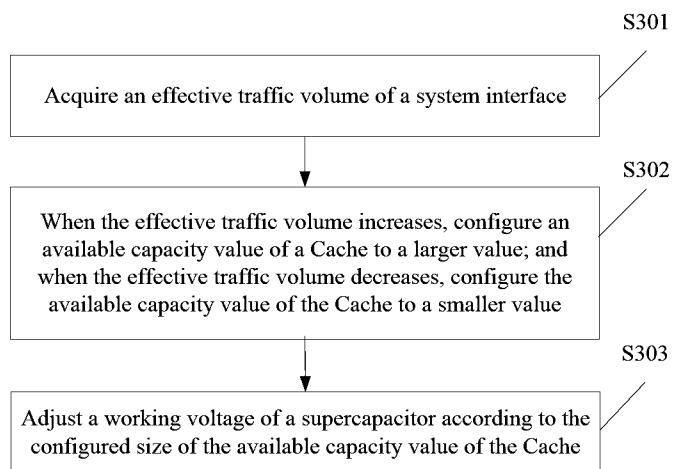 S301
Acquire an effective traffic volume of a system interface
S302
When the effective traffic volume increases, configure an
available capacity value of a Cache to a larger value; and
when the effective traffic volume decreases, configure the
available capacity value of the Cache to a smaller value
S303
Adjust a working voltage of a supercapacitor according to the
configured size of the available capacity value of the Cache